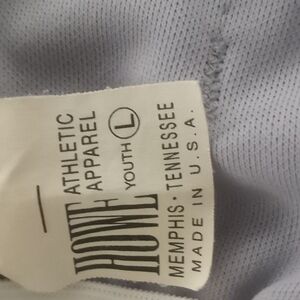 HOWE
ATHLETIC
APPAREL
YOUTH L
MEMPHIS · TENNESSEE
MADE IN U.S.A.